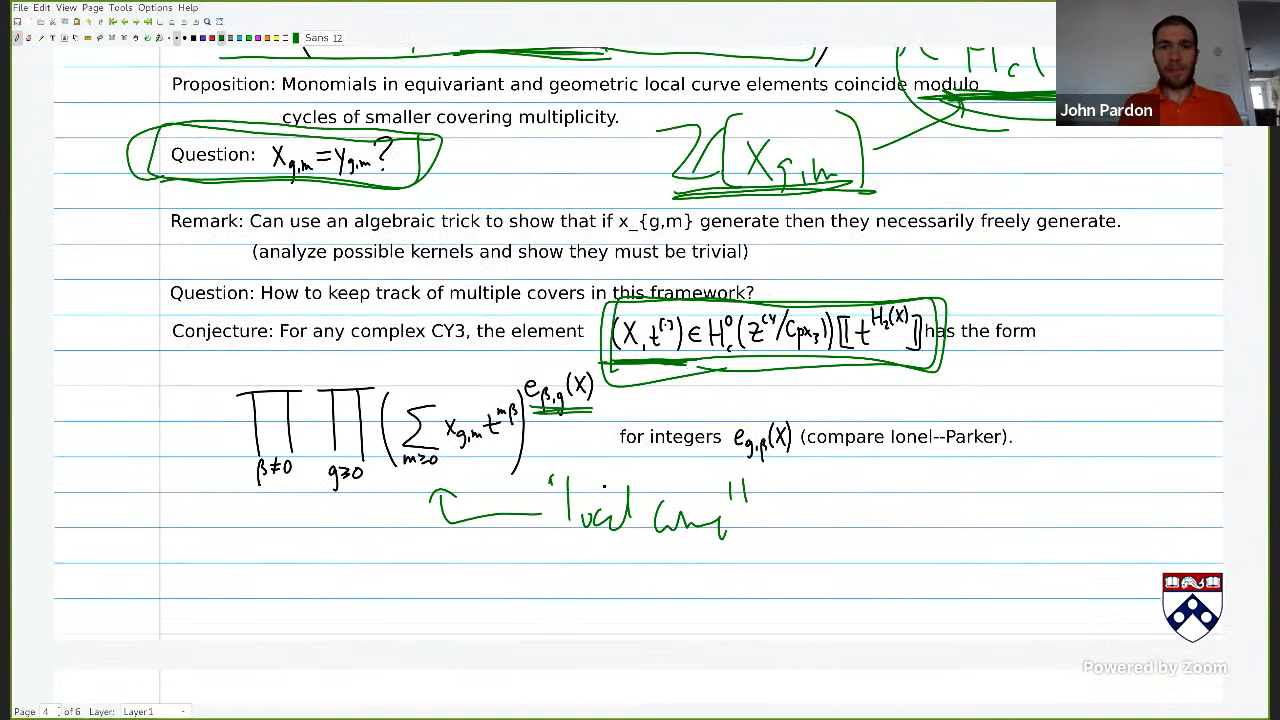 File Edit View Page Tools Options Help
Sans 12
H_c(
Proposition: Monomials in equivariant and geometric local curve elements coincide modulo
cycles of smaller covering multiplicity.
John Pardon
Question: x_{g,m} = y_{g,m} ?
Z[x_{g,m}]
Remark: Can use an algebraic trick to show that if x_{g,m} generate then they necessarily freely generate.
(analyze possible kernels and show they must be trivial)
Question: How to keep track of multiple covers in this framework?
Conjecture: For any complex CY3, the element (X, t^{[·]}) ∈ H^0_c(Z^{CY}/Cpx_3)) [[t^{H_2(X)}]] has the form
∏_{β≠0} ∏_{g≥0} (∑_{m≥0} x_{g,m} t^{mβ})^{e_{β,g}(X)} for integers e_{g,β}(X) (compare Ionel--Parker).
"local curve"
Powered by Zoom
Page 4 of 6 Layer: Layer 1